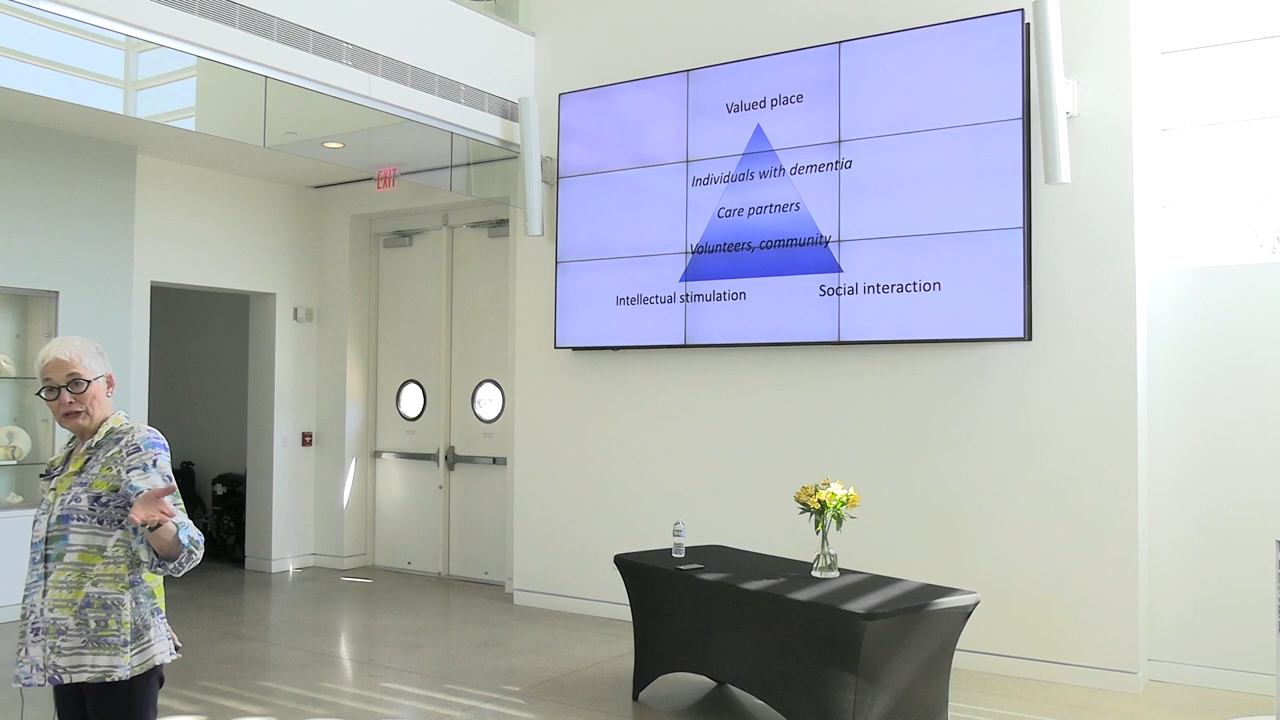 Valued place
Individuals with dementia
Care partners
Volunteers, community
Intellectual stimulation
Social interaction
EXIT